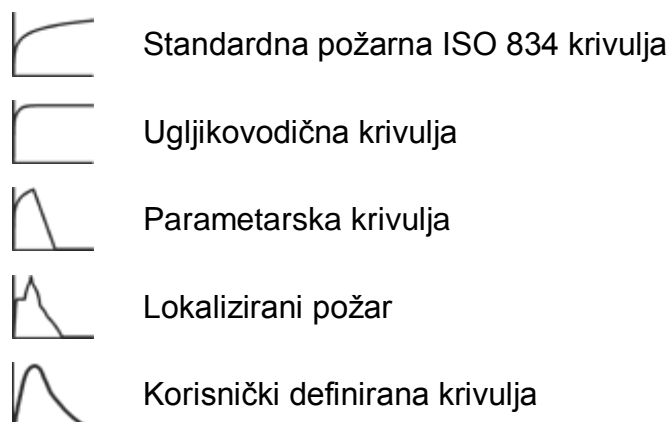 Standardna požarna ISO 834 krivulja
Ugljikovodična krivulja
Parametarska krivulja
Lokalizirani požar
Korisnički definirana krivulja